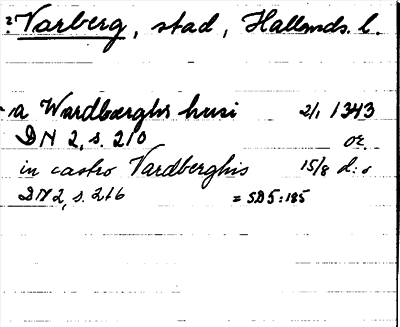 Varberg, stad, Hallands l.
a Wardbærghs husi 2/1 1343
DN 2, s. 210 or.
in castro Vardberghis 15/8 d:o
DN 2, s. 216 = SD 5:185